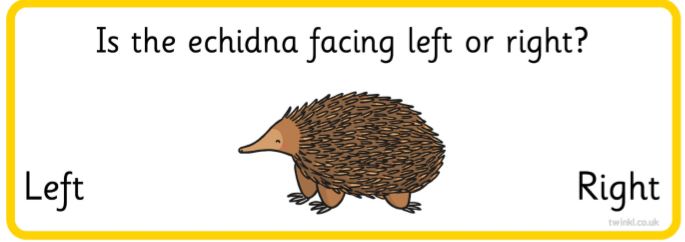 Is the echidna facing left or right?
Left
Right
twinkl.co.uk